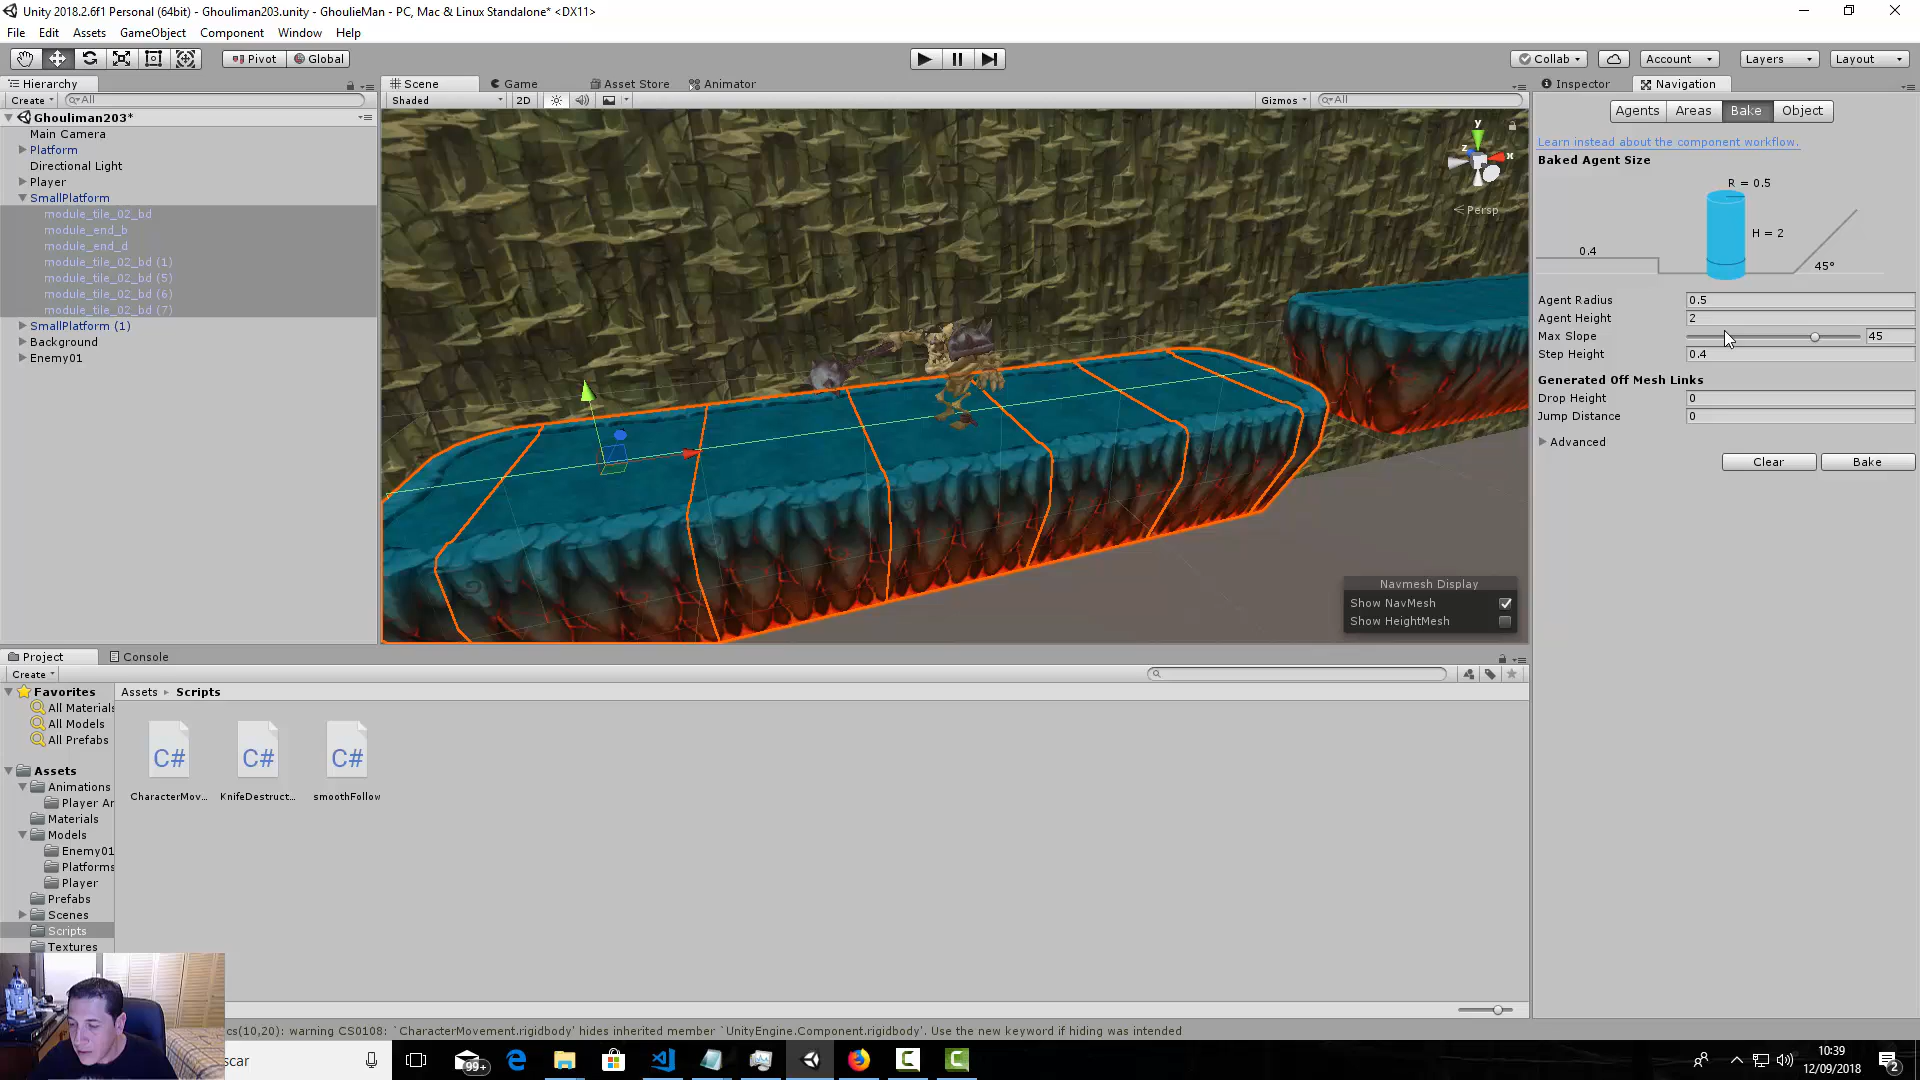 Unity 2018.2.6f1 Personal (64bit) - Ghouliman203.unity - GhoulieMan - PC, Mac & Linux Standalone* <DX11>
File Edit Assets GameObject Component Window Help
Pivot Global Collab Account Layers Layout
Hierarchy
Create All
Ghouliman203*
Main Camera
Platform
Directional Light
Player
SmallPlatform
module_tile_02_bd
module_end_b
module_end_d
module_tile_02_bd (1)
module_tile_02_bd (5)
module_tile_02_bd (6)
module_tile_02_bd (7)
SmallPlatform (1)
Background
Enemy01
Scene Game Asset Store Animator
Shaded 2D Gizmos All
y
z x
Persp
Navmesh Display
Show NavMesh
Show HeightMesh
Inspector Navigation
Agents Areas Bake Object
Learn instead about the component workflow.
Baked Agent Size
R = 0.5
H = 2
0.4
45°
Agent Radius 0.5
Agent Height 2
Max Slope 45
Step Height 0.4
Generated Off Mesh Links
Drop Height 0
Jump Distance 0
Advanced
Clear Bake
Project Console
Create
Favorites
All Materials
All Models
All Prefabs
Assets
Animations
Player Ar
Materials
Models
Enemy01
Platforms
Player
Prefabs
Scenes
Scripts
Textures
Assets Scripts
C# C# C#
CharacterMov... KnifeDestruct... smoothFollow
cs(10,20): warning CS0108: `CharacterMovement.rigidbody' hides inherited member `UnityEngine.Component.rigidbody'. Use the new keyword if hiding was intended
scar
99+
10:39
12/09/2018
2